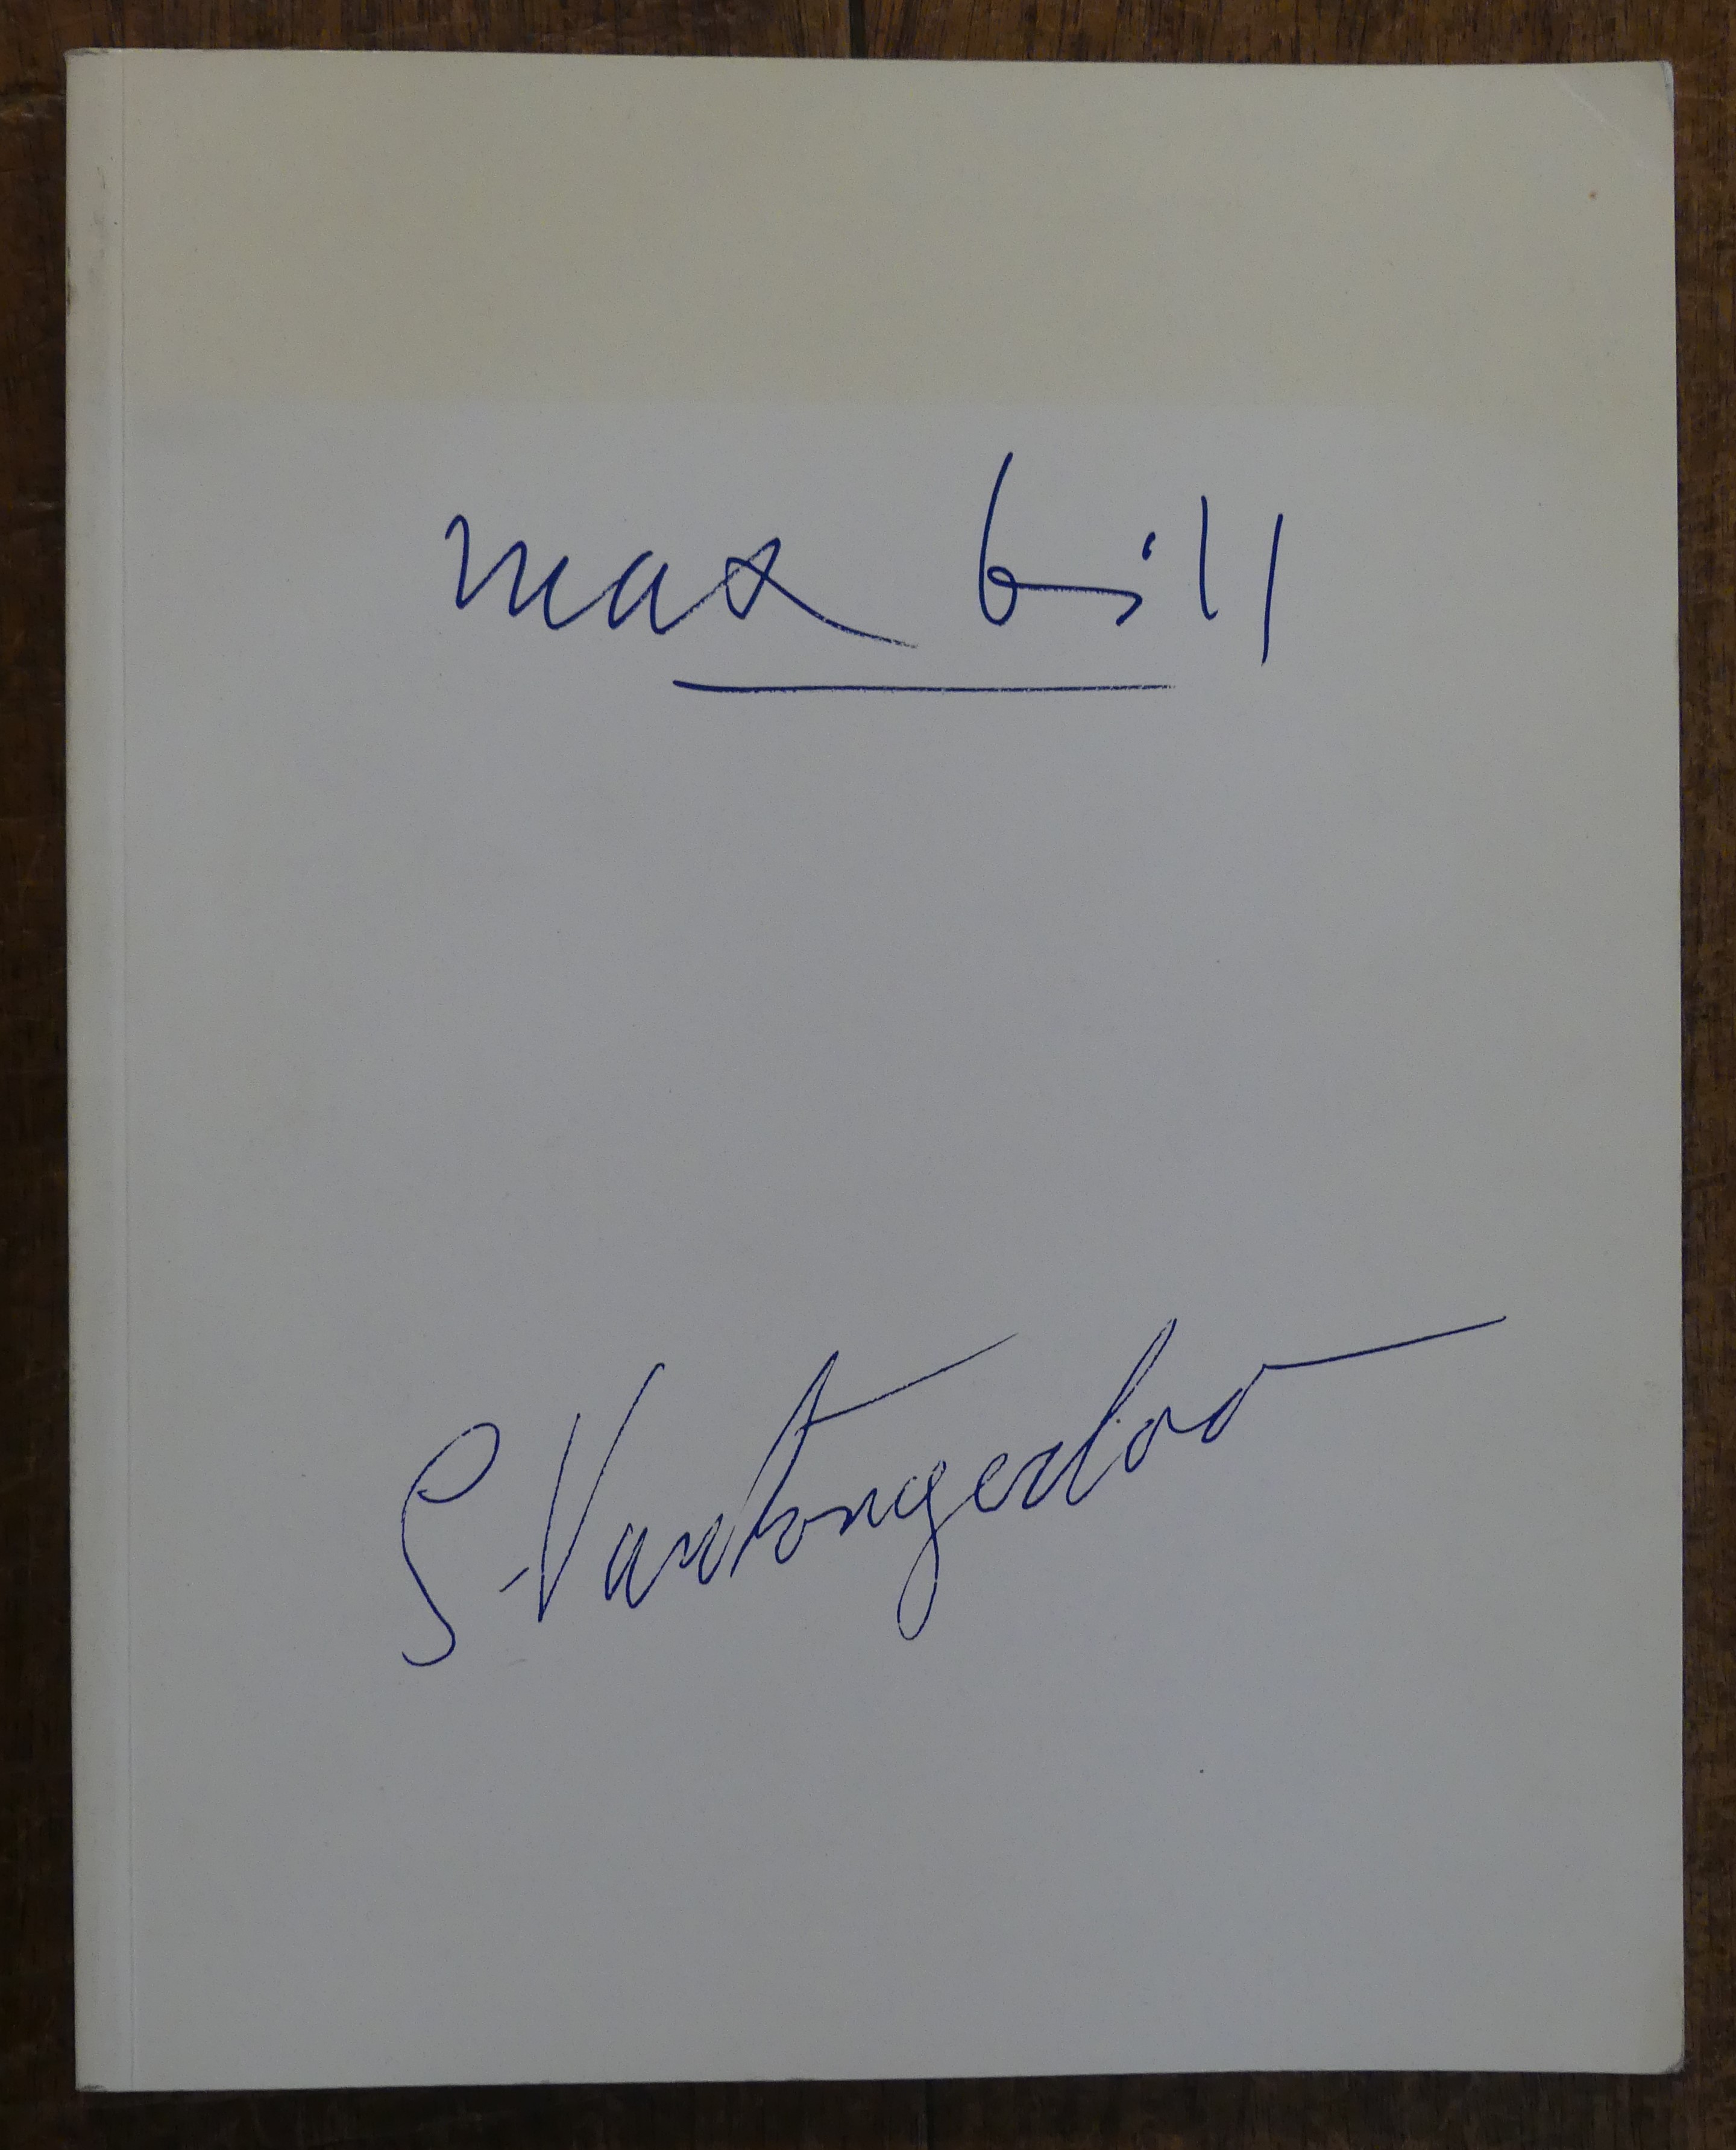 max bill
G. Vantongerloo